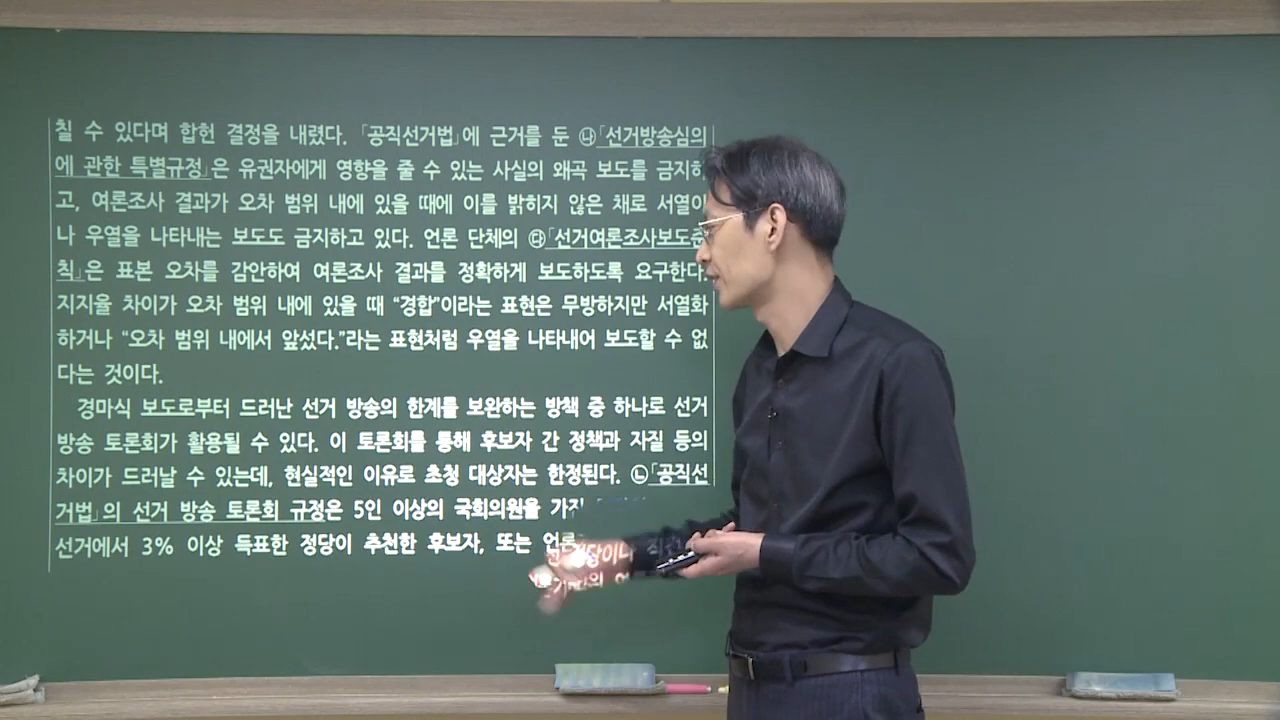 칠 수 있다며 합헌 결정을 내렸다. 「공직선거법」에 근거를 둔 ㉯「선거방송심의
에 관한 특별규정」은 유권자에게 영향을 줄 수 있는 사실의 왜곡 보도를 금지하
고, 여론조사 결과가 오차 범위 내에 있을 때에 이를 밝히지 않은 채로 서열이
나 우열을 나타내는 보도도 금지하고 있다. 언론 단체의 ㉰「선거여론조사보도준
칙」은 표본 오차를 감안하여 여론조사 결과를 정확하게 보도하도록 요구한다.
지지율 차이가 오차 범위 내에 있을 때 “경합”이라는 표현은 무방하지만 서열화
하거나 “오차 범위 내에서 앞섰다.”라는 표현처럼 우열을 나타내어 보도할 수 없
다는 것이다.
경마식 보도로부터 드러난 선거 방송의 한계를 보완하는 방책 중 하나로 선거
방송 토론회가 활용될 수 있다. 이 토론회를 통해 후보자 간 정책과 자질 등의
차이가 드러날 수 있는데, 현실적인 이유로 초청 대상자는 한정된다. ㉡「공직선
거법」의 선거 방송 토론회 규정은 5인 이상의 국회의원을 가진
선거에서 3% 이상 득표한 정당이 추천한 후보자, 또는 언론